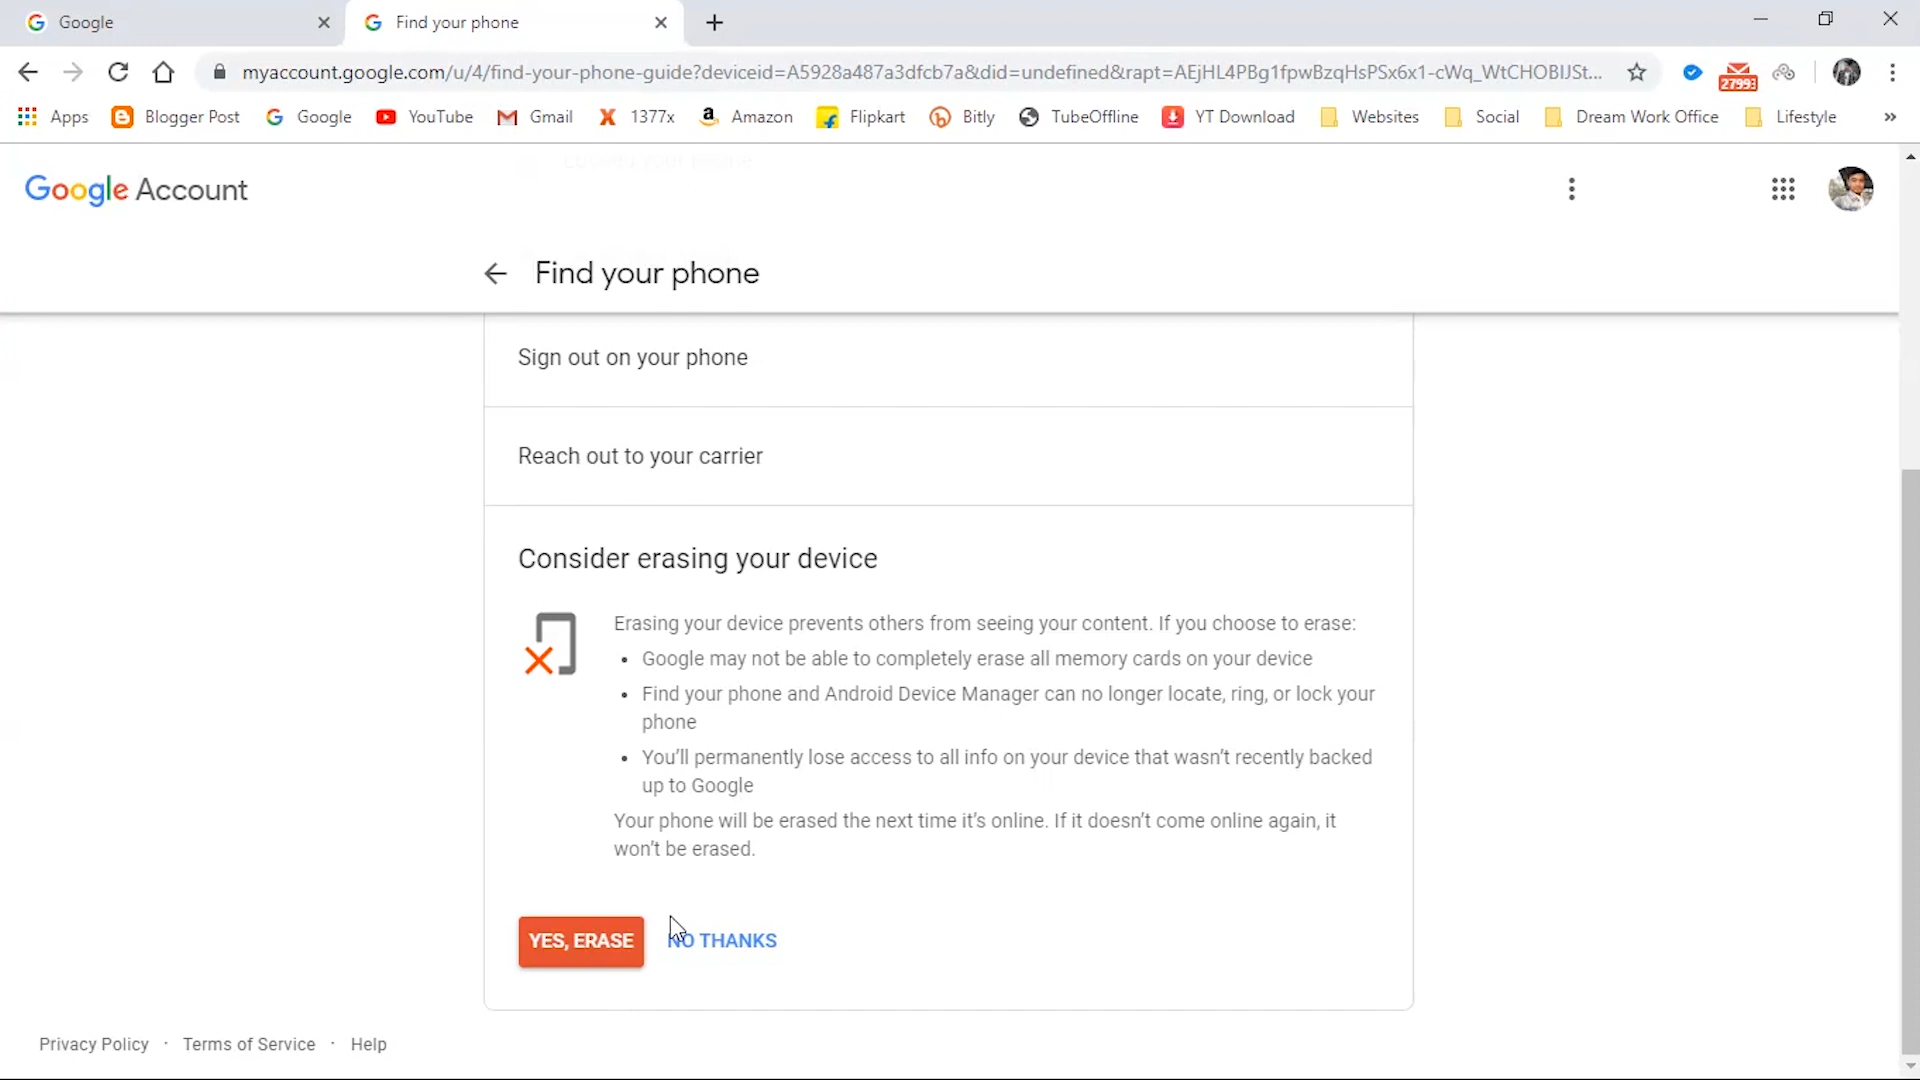 Google
Find your phone
myaccount.google.com/u/4/find-your-phone-guide?deviceid=A5928a487a3dfcb7a&did=undefined&rapt=AEjHL4PBg1fpwBzqHsPSx6x1-cWq_WtCHOBIJSt...
27993
Apps
Blogger Post
Google
YouTube
Gmail
1377x
Amazon
Flipkart
Bitly
TubeOffline
YT Download
Websites
Social
Dream Work Office
Lifestyle
»
Google Account
Find your phone
Sign out on your phone
Reach out to your carrier
Consider erasing your device
Erasing your device prevents others from seeing your content. If you choose to erase:
• Google may not be able to completely erase all memory cards on your device
• Find your phone and Android Device Manager can no longer locate, ring, or lock your
phone
• You’ll permanently lose access to all info on your device that wasn’t recently backed
up to Google
Your phone will be erased the next time it’s online. If it doesn’t come online again, it
won’t be erased.
YES, ERASE
NO THANKS
Privacy Policy · Terms of Service · Help